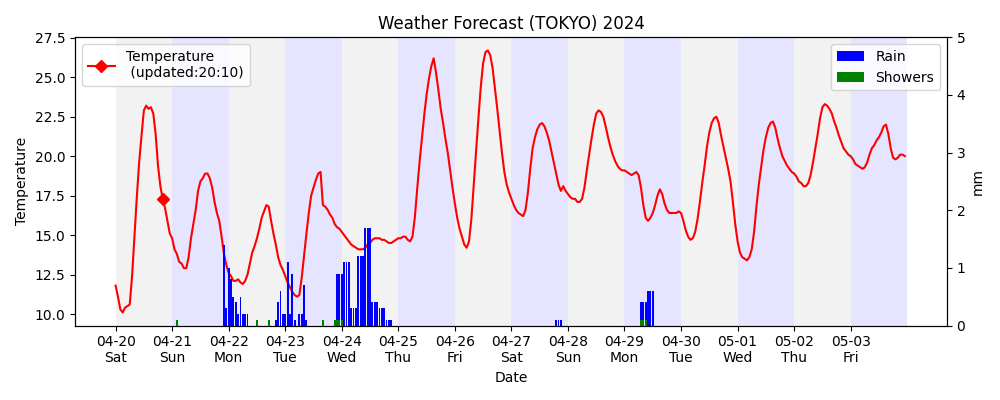 Weather Forecast (TOKYO) 2024
Temperature
(updated:20:10)
Rain
Showers
Temperature
27.5
25.0
22.5
20.0
17.5
15.0
12.5
10.0
5
4
3
2
1
0
mm
04-20 04-21 04-22 04-23 04-24 04-25 04-26 04-27 04-28 04-29 04-30 05-01 05-02 05-03
Sat Sun Mon Tue Wed Thu Fri Sat Sun Mon Tue Wed Thu Fri
Date